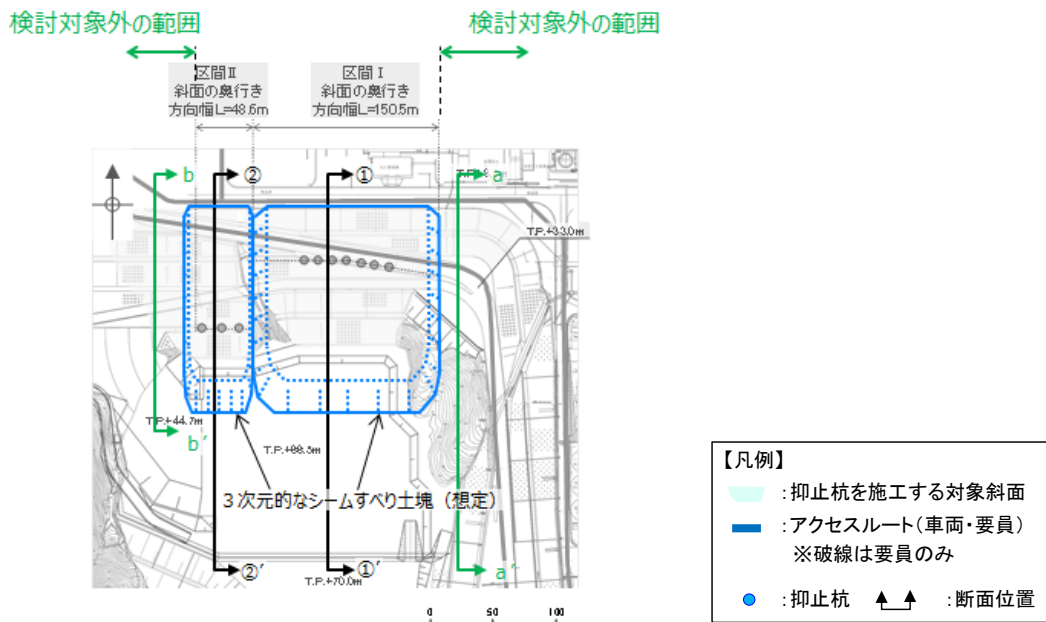 検討対象外の範囲
検討対象外の範囲
区間Ⅱ
斜面の奥行き
方向幅L=48.6m
区間Ⅰ
斜面の奥行き
方向幅L=150.5m
b
②
①
a
T.P.+33.0m
T.P.+44.7m
b´
３次元的なシームすべり土塊（想定）
②´
①´
a´
T.P.+70.0m
0 50 100
【凡例】
:抑止杭を施工する対象斜面
:アクセスルート（車両・要員）
※破線は要員のみ
:抑止杭
:断面位置